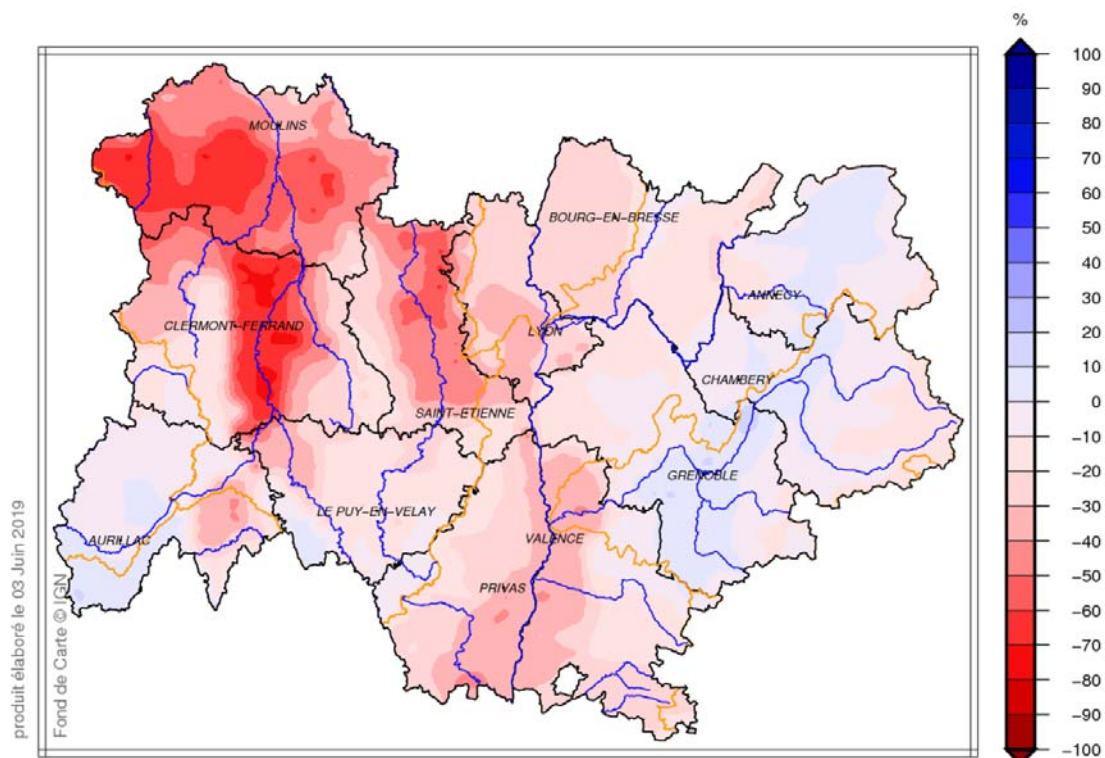 %
100
90
80
70
60
50
40
30
20
10
0
-10
-20
-30
-40
-50
-60
-70
-80
-90
-100
MOULINS
BOURG-EN-BRESSE
ANNECY
CLERMONT-FERRAND
LYON
CHAMBERY
SAINT-ETIENNE
GRENOBLE
LE PUY-EN-VELAY
AURILLAC
VALENCE
PRIVAS
produit élaboré le 03 Juin 2019
Fond de Carte © IGN